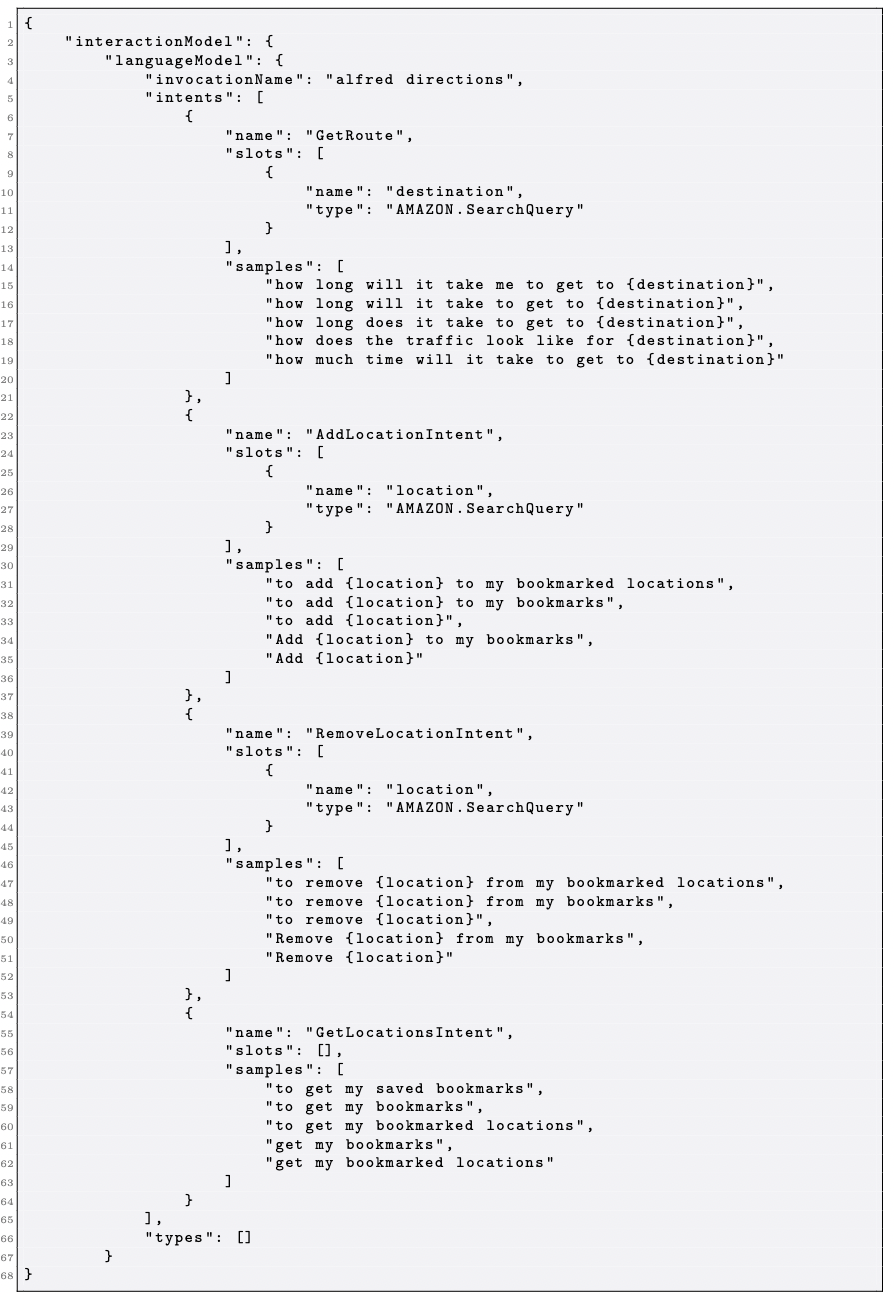 1 {
2     "interactionModel": {
3         "languageModel": {
4             "invocationName": "alfred directions",
5             "intents": [
6                 {
7                     "name": "GetRoute",
8                     "slots": [
9                         {
10                             "name": "destination",
11                             "type": "AMAZON.SearchQuery"
12                         }
13                     ],
14                     "samples": [
15                         "how long will it take me to get to {destination}",
16                         "how long will it take to get to {destination}",
17                         "how long does it take to get to {destination}",
18                         "how does the traffic look like for {destination}",
19                         "how much time will it take to get to {destination}"
20                     ]
21                 },
22                 {
23                     "name": "AddLocationIntent",
24                     "slots": [
25                         {
26                             "name": "location",
27                             "type": "AMAZON.SearchQuery"
28                         }
29                     ],
30                     "samples": [
31                         "to add {location} to my bookmarked locations",
32                         "to add {location} to my bookmarks",
33                         "to add {location}",
34                         "Add {location} to my bookmarks",
35                         "Add {location}"
36                     ]
37                 },
38                 {
39                     "name": "RemoveLocationIntent",
40                     "slots": [
41                         {
42                             "name": "location",
43                             "type": "AMAZON.SearchQuery"
44                         }
45                     ],
46                     "samples": [
47                         "to remove {location} from my bookmarked locations",
48                         "to remove {location} from my bookmarks",
49                         "to remove {location}",
50                         "Remove {location} from my bookmarks",
51                         "Remove {location}"
52                     ]
53                 },
54                 {
55                     "name": "GetLocationsIntent",
56                     "slots": [],
57                     "samples": [
58                         "to get my saved bookmarks",
59                         "to get my bookmarks",
60                         "to get my bookmarked locations",
61                         "get my bookmarks",
62                         "get my bookmarked locations"
63                     ]
64                 }
65             ],
66             "types": []
67         }
68 }